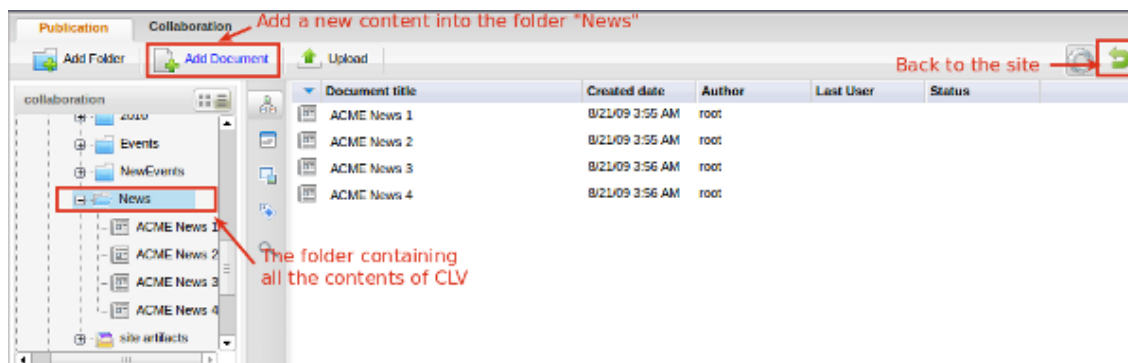 Publication Collaboration Add a new content into the folder "News"
Add Folder Add Document Upload
Back to the site
collaboration
Document title Created date Author Last User Status
2010
ACME News 1 8/21/09 3:55 AM root
Events
ACME News 2 8/21/09 3:55 AM root
NewEvents
ACME News 3 8/21/09 3:56 AM root
News
ACME News 4 8/21/09 3:56 AM root
ACME News 1
ACME News 2
The folder containing
all the contents of CLV
ACME News 3
ACME News 4
site artifacts